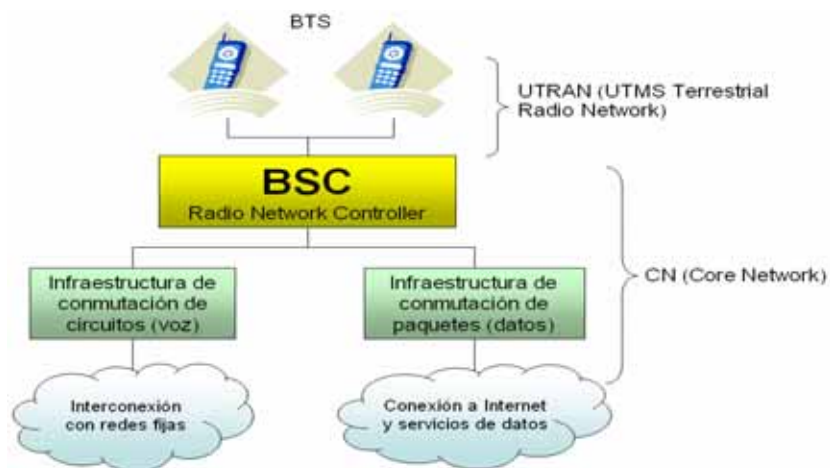 BTS
UTRAN (UTMS Terrestrial
Radio Network)
BSC
Radio Network Controller
CN (Core Network)
Infraestructura de
conmutación de
circuitos (voz)
Infraestructura de
conmutación de
paquetes (datos)
Interconexión
con redes fijas
Conexión a Internet
y servicios de datos